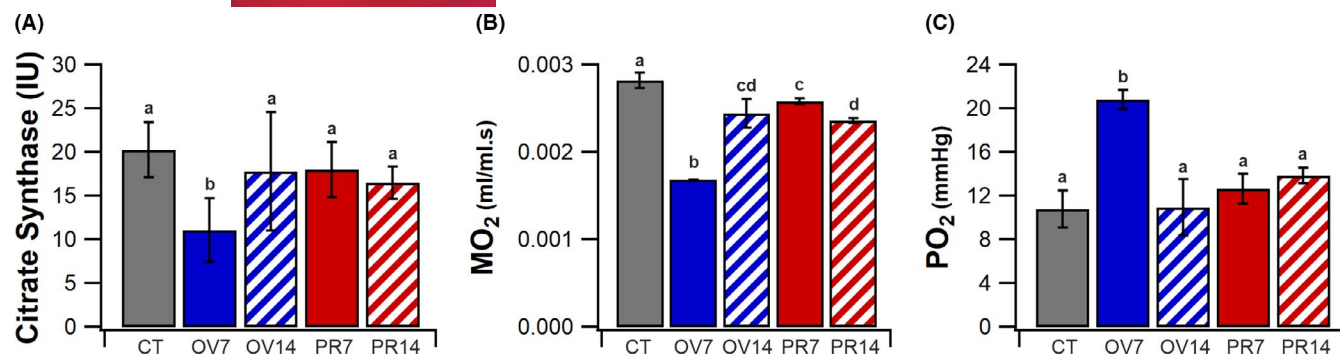 (A)
Citrate Synthase (IU)
30
25
20
15
10
5
0
a
b
a
a
a
CT OV7 OV14 PR7 PR14
(B)
MO₂ (ml/ml.s)
0.003
0.002
0.001
0.000
a
b
cd
c
d
CT OV7 OV14 PR7 PR14
(C)
PO₂ (mmHg)
24
20
16
12
8
4
0
a
b
a
a
a
CT OV7 OV14 PR7 PR14